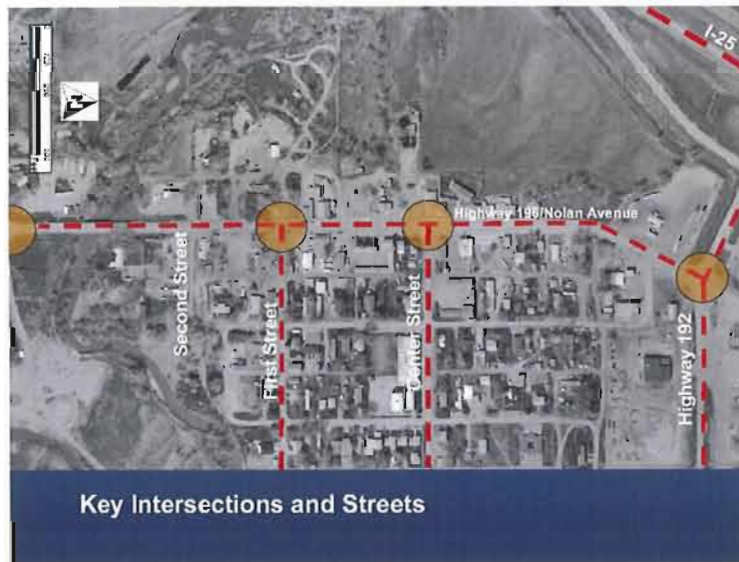 I-25
Highway 196/Nolan Avenue
Second Street
First Street
Center Street
Highway 192
Key Intersections and Streets